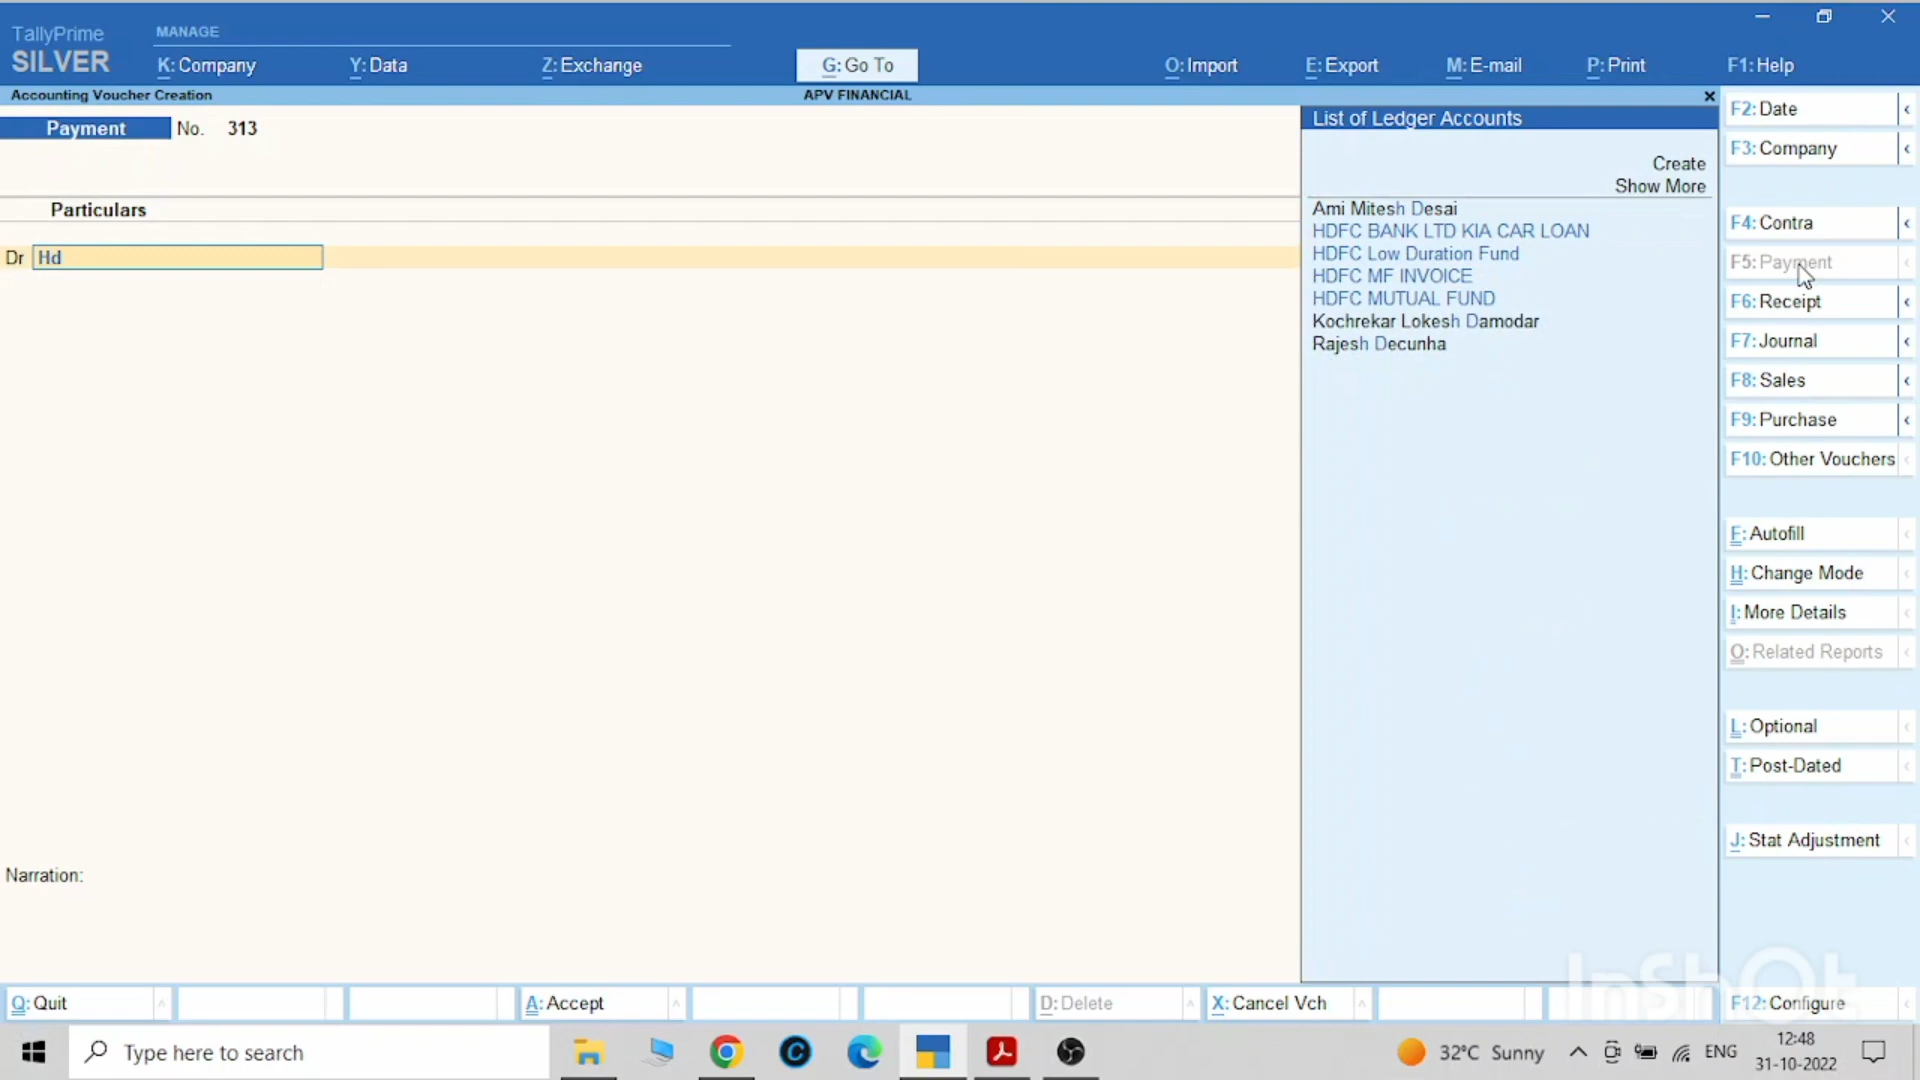 TallyPrime
SILVER
MANAGE
K: Company
Y: Data
Z: Exchange
G: Go To
O: Import
E: Export
M: E-mail
P: Print
F1: Help
Accounting Voucher Creation
APV FINANCIAL
Payment No. 313
Particulars
Dr Hd
Narration:
List of Ledger Accounts
Create
Show More
Ami Mitesh Desai
HDFC BANK LTD KIA CAR LOAN
HDFC Low Duration Fund
HDFC MF INVOICE
HDFC MUTUAL FUND
Kochrekar Lokesh Damodar
Rajesh Decunha
F2: Date
F3: Company
F4: Contra
F5: Payment
F6: Receipt
F7: Journal
F8: Sales
F9: Purchase
F10: Other Vouchers
F: Autofill
H: Change Mode
I: More Details
O: Related Reports
L: Optional
T: Post-Dated
J: Stat Adjustment
F12: Configure
InShOt
Q: Quit
A: Accept
D: Delete
X: Cancel Vch
Type here to search
32°C Sunny
ENG
12:48
31-10-2022